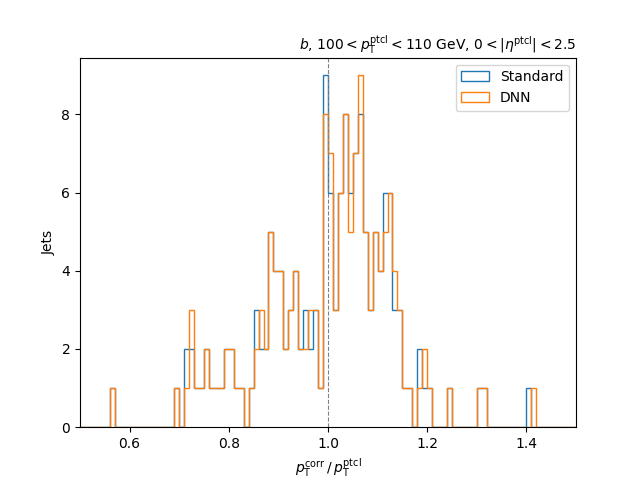 b, 100 < p_T^ptcl < 110 GeV, 0 < |η^ptcl| < 2.5
Standard
DNN
Jets
8
6
4
2
0
0.6 0.8 1.0 1.2 1.4
p_T^corr / p_T^ptcl